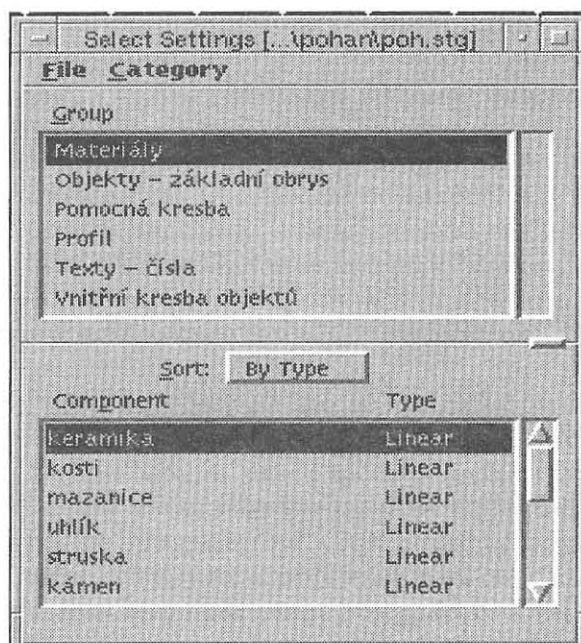 Select Settings [...\pohan\poh.stg]
File Category
Group
Materiály
Objekty – základní obrys
Pomocná kresba
Profil
Texty – čísla
Vnitřní kresba objektů
Sort: By Type
Component Type
keramika Linear
kosti Linear
mazanice Linear
uhlík Linear
struska Linear
kámen Linear